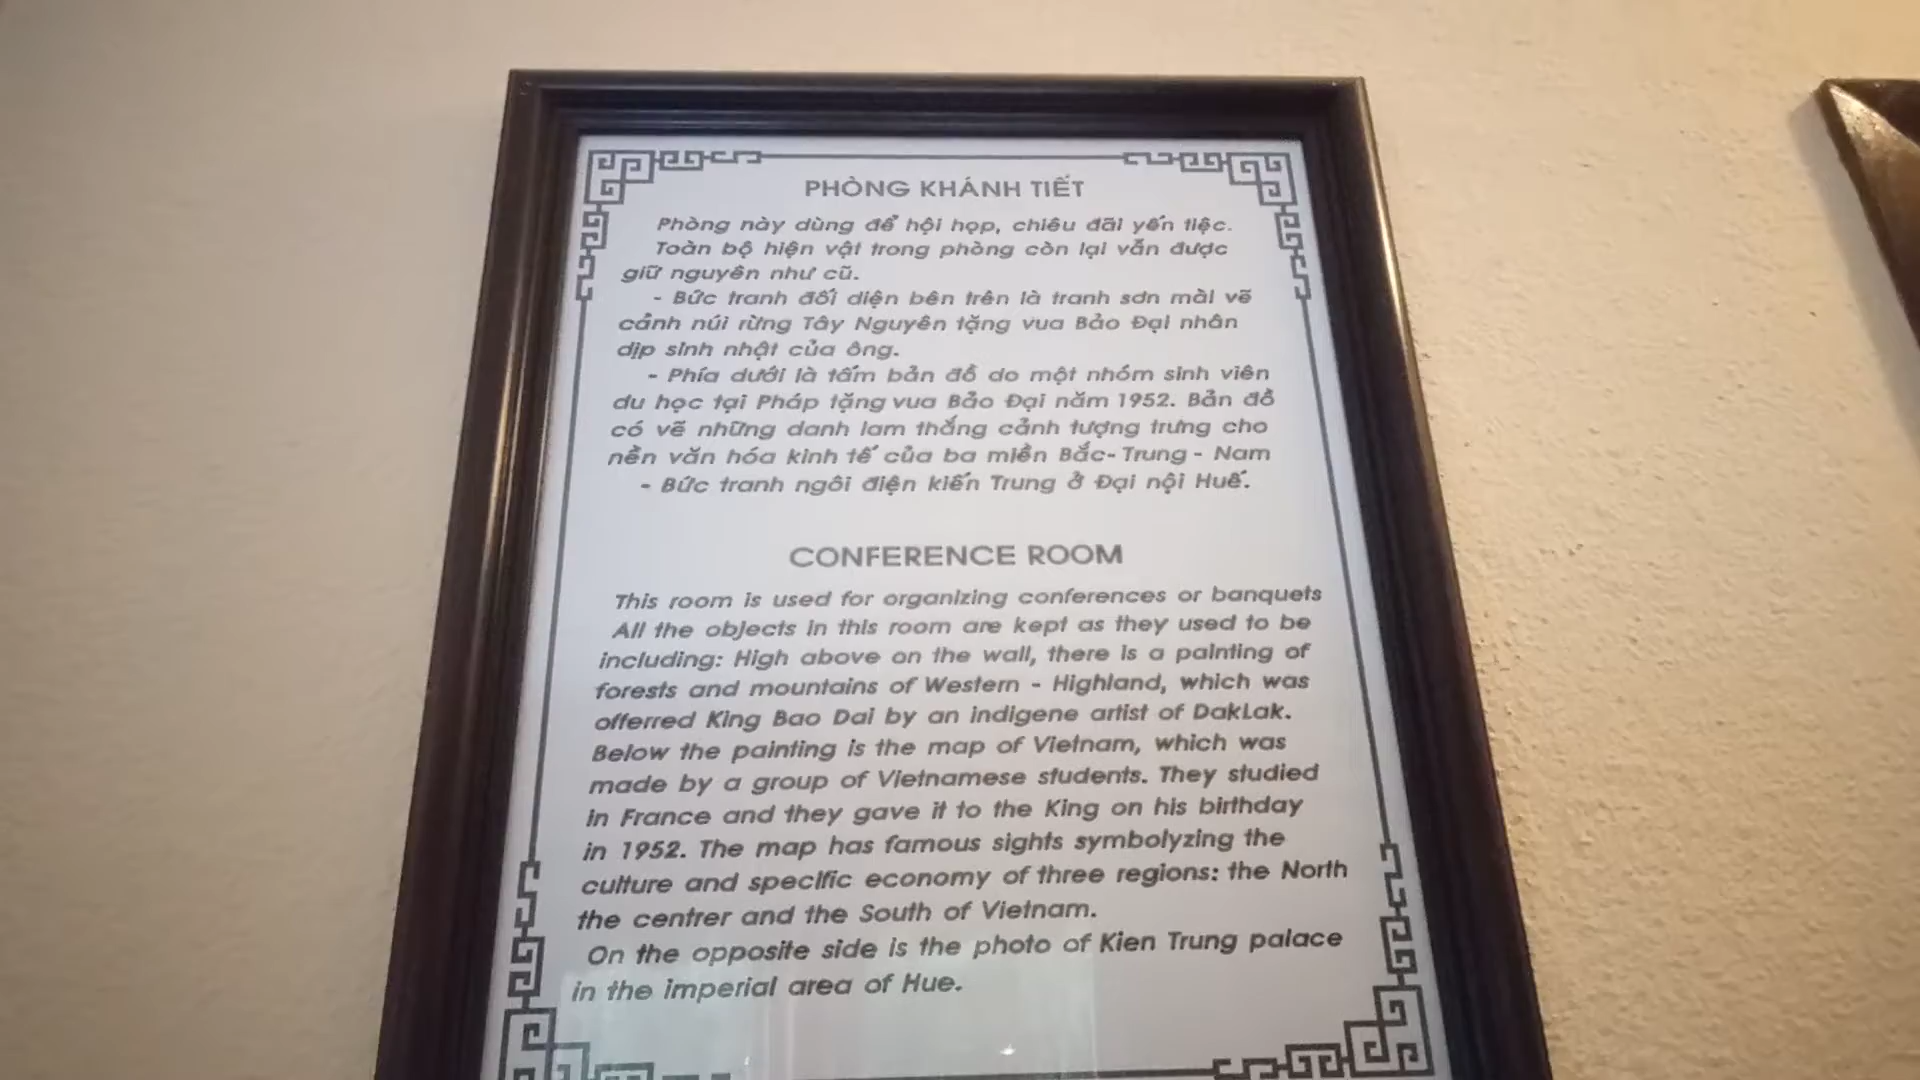 PHÒNG KHÁNH TIẾT
Phòng này dùng để hội họp, chiêu đãi yến tiệc.
Toàn bộ hiện vật trong phòng còn lại vẫn được
giữ nguyên như cũ.
- Bức tranh đối diện bên trên là tranh sơn mài vẽ
cảnh núi rừng Tây Nguyên tặng vua Bảo Đại nhân
dịp sinh nhật của ông.
- Phía dưới là tấm bản đồ do một nhóm sinh viên
du học tại Pháp tặng vua Bảo Đại năm 1952. Bản đồ
có vẽ những danh lam thắng cảnh tượng trưng cho
nền văn hóa kinh tế của ba miền Bắc- Trung - Nam
- Bức tranh ngôi điện kiến Trung ở Đại nội Huế.
CONFERENCE ROOM
This room is used for organizing conferences or banquets
All the objects in this room are kept as they used to be
including: High above on the wall, there is a painting of
forests and mountains of Western - Highland, which was
offerred King Bao Dai by an indigene artist of DakLak.
Below the painting is the map of Vietnam, which was
made by a group of Vietnamese students. They studied
in France and they gave it to the King on his birthday
in 1952. The map has famous sights symbolyzing the
culture and specific economy of three regions: the North
the centrer and the South of Vietnam.
On the opposite side is the photo of Kien Trung palace
in the imperial area of Hue.